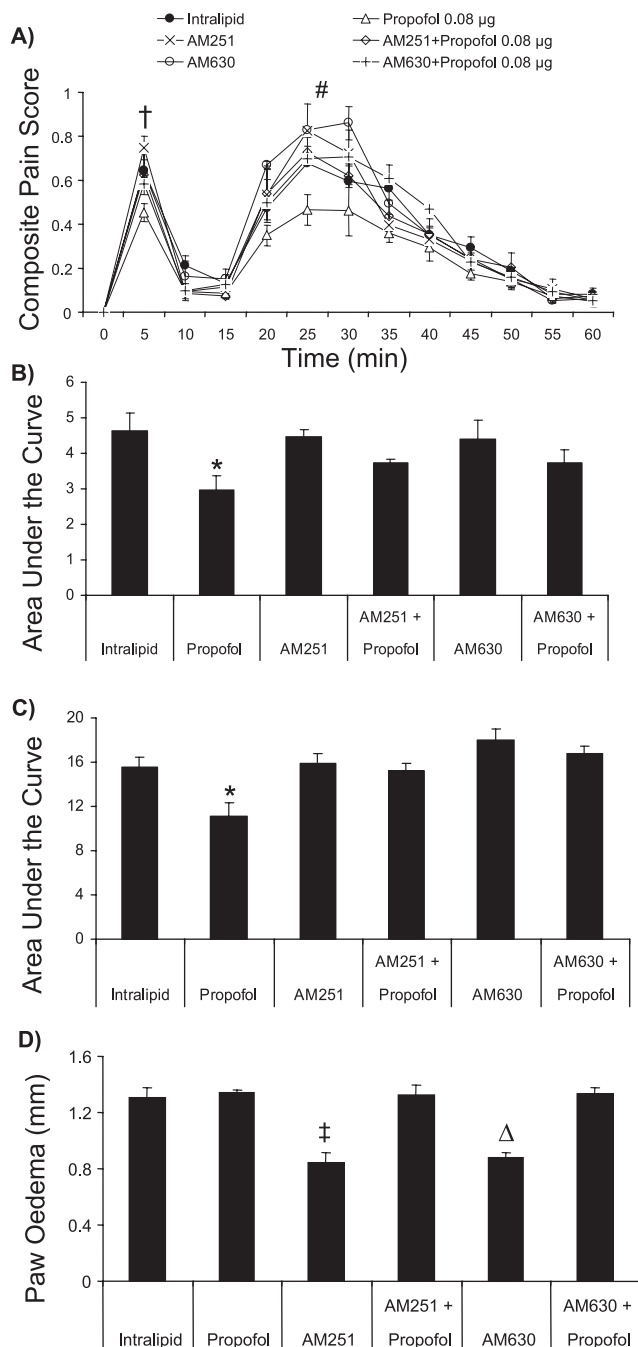 A)
Intralipid
AM251
AM630
Propofol 0.08 µg
AM251+Propofol 0.08 µg
AM630+Propofol 0.08 µg
Composite Pain Score
1
0.8
0.6
0.4
0.2
0
†
#
0 5 10 15 20 25 30 35 40 45 50 55 60
Time (min)
B)
Area Under the Curve
6
5
4
3
2
1
0
*
Intralipid
Propofol
AM251
AM251 +
Propofol
AM630
AM630 +
Propofol
C)
Area Under the Curve
20
16
12
8
4
0
*
Intralipid
Propofol
AM251
AM251 +
Propofol
AM630
AM630 +
Propofol
D)
Paw Oedema (mm)
1.6
1.2
0.8
0.4
0
‡
Δ
Intralipid
Propofol
AM251
AM251 +
Propofol
AM630
AM630 +
Propofol